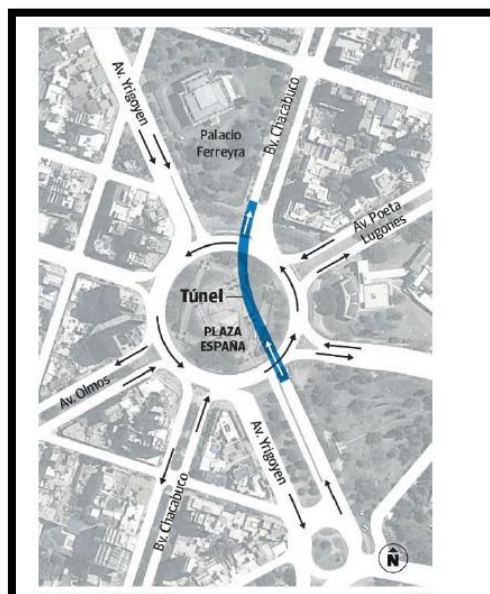 Av. Yrigoyen
Bv. Chacabuco
Palacio
Ferreyra
Av. Poeta
Lugones
Túnel
PLAZA
ESPAÑA
Av. Olmos
Av. Yrigoyen
Bv. Chacabuco
N